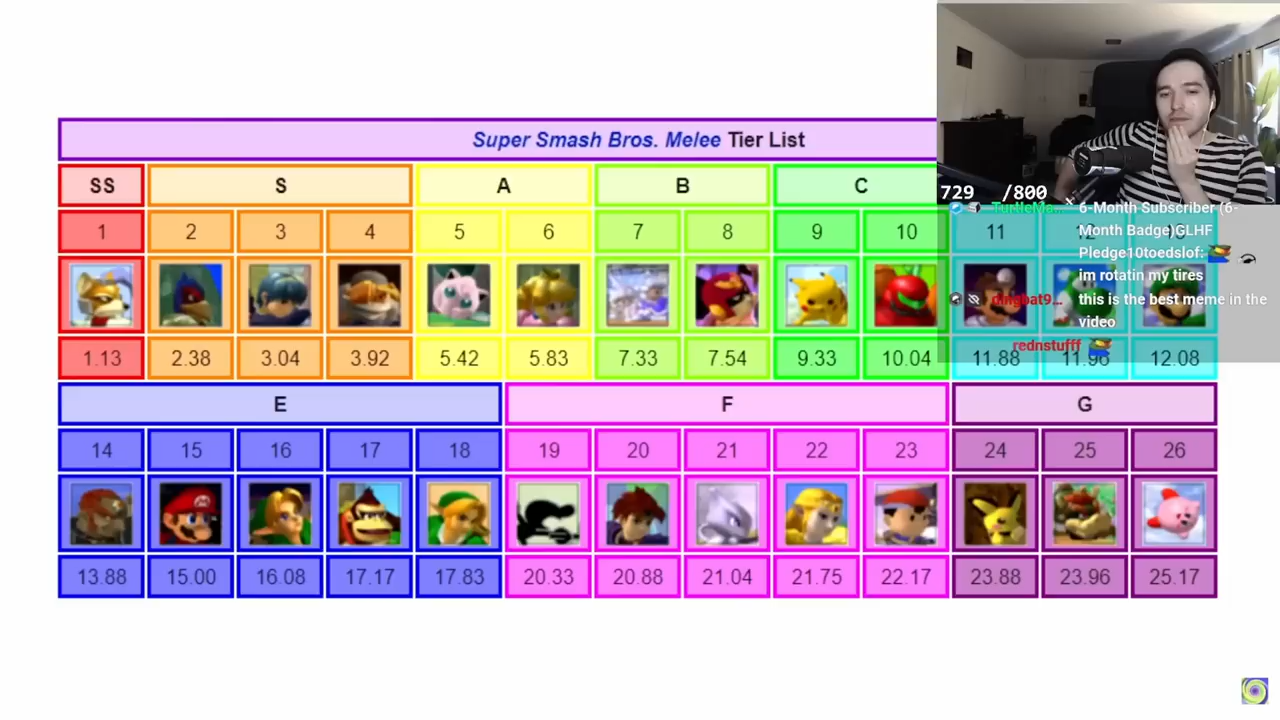 Super Smash Bros. Melee Tier List
SS S A B C
1 2 3 4 5 6 7 8 9 10 11
1.13 2.38 3.04 3.92 5.42 5.83 7.33 7.54 9.33 10.04 11.88 11.96 12.08
E F G
14 15 16 17 18 19 20 21 22 23 24 25 26
13.88 15.00 16.08 17.17 17.83 20.33 20.88 21.04 21.75 22.17 23.88 23.96 25.17
729 /800
TurtleMo... 6-Month Subscriber (6-
Month Badge)GLHF
Pledge10toedslof:
im rotatin my tires
this is the best meme in the
video
rednstufff